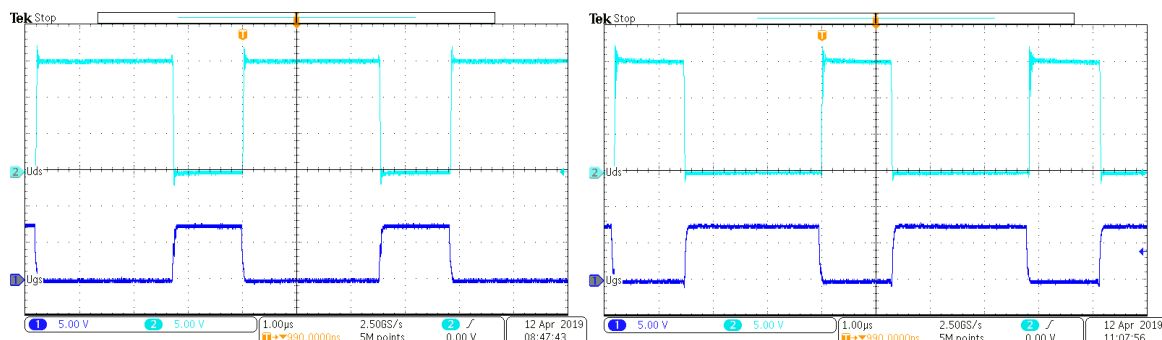 Tek Stop
T
2 Uds
1 Ugs
1 5.00 V 2 5.00 V 1.00µs 2.50GS/s 2 12 Apr 2019
T→▼990.0000ns 5M points 0.00 V 08:47:43
Tek Stop
T
2 Uds
1 Ugs
1 5.00 V 2 5.00 V 1.00µs 2.50GS/s 2 12 Apr 2019
T→▼990.0000ns 5M points 0.00 V 11:07:56